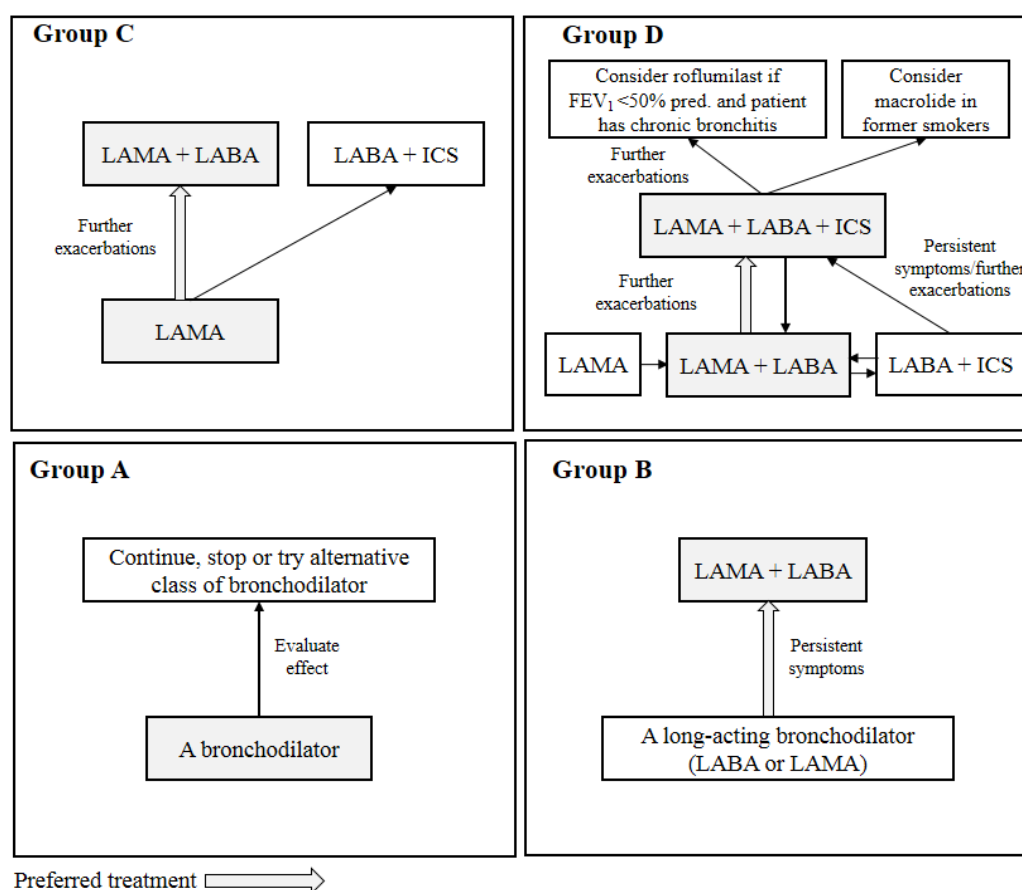 Group C
LAMA + LABA
LABA + ICS
Further
exacerbations
LAMA
Group D
Consider roflumilast if
FEV₁ <50% pred. and patient
has chronic bronchitis
Consider
macrolide in
former smokers
Further
exacerbations
LAMA + LABA + ICS
Further
exacerbations
Persistent
symptoms/further
exacerbations
LAMA
LAMA + LABA
LABA + ICS
Group A
Continue, stop or try alternative
class of bronchodilator
Evaluate
effect
A bronchodilator
Group B
LAMA + LABA
Persistent
symptoms
A long-acting bronchodilator
(LABA or LAMA)
Preferred treatment